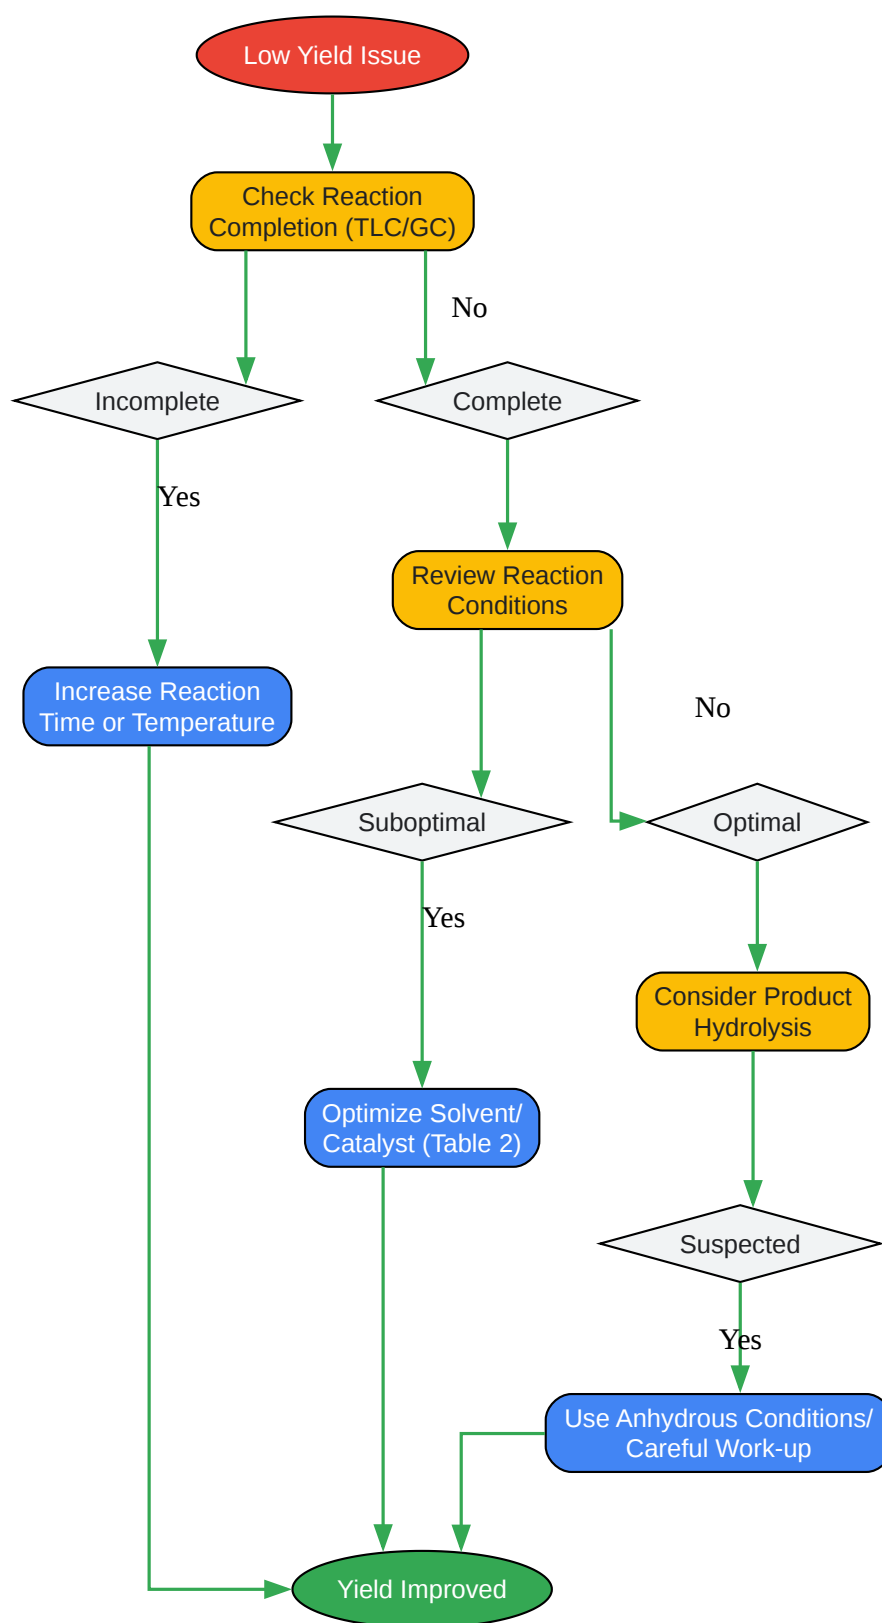 Low Yield Issue
Check Reaction
Completion (TLC/GC)
No
Incomplete
Complete
Yes
Review Reaction
Conditions
Increase Reaction
Time or Temperature
No
Suboptimal
Optimal
Yes
Consider Product
Hydrolysis
Optimize Solvent/
Catalyst (Table 2)
Suspected
Yes
Use Anhydrous Conditions/
Careful Work-up
Yield Improved